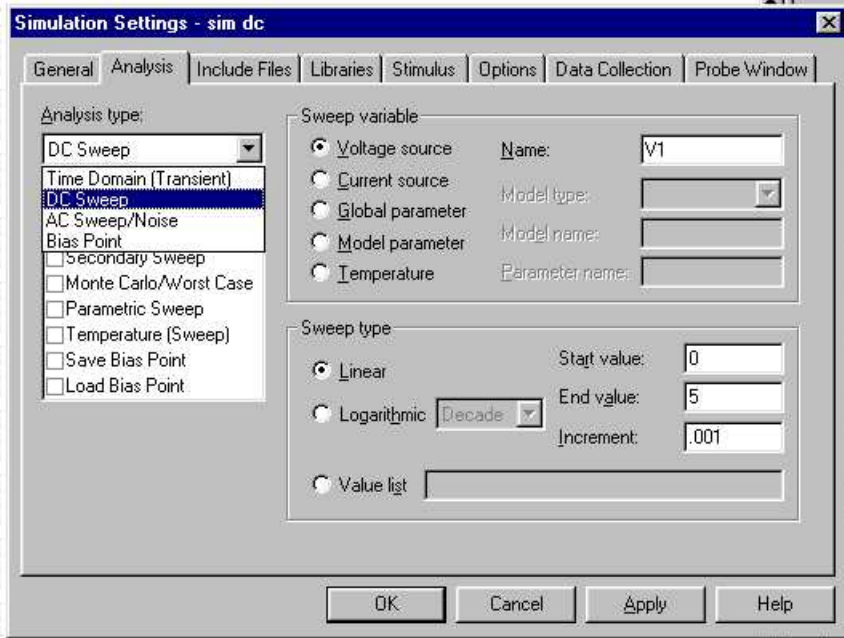 Simulation Settings - sim dc
General Analysis Include Files Libraries Stimulus Options Data Collection Probe Window
Analysis type:
DC Sweep
Time Domain (Transient)
DC Sweep
AC Sweep/Noise
Bias Point
Secondary Sweep
Monte Carlo/Worst Case
Parametric Sweep
Temperature (Sweep)
Save Bias Point
Load Bias Point
Sweep variable
Voltage source
Current source
Global parameter
Model parameter
Temperature
Name: V1
Model type:
Model name:
Parameter name:
Sweep type
Linear
Logarithmic Decade
Value list
Start value: 0
End value: 5
Increment: .001
OK Cancel Apply Help